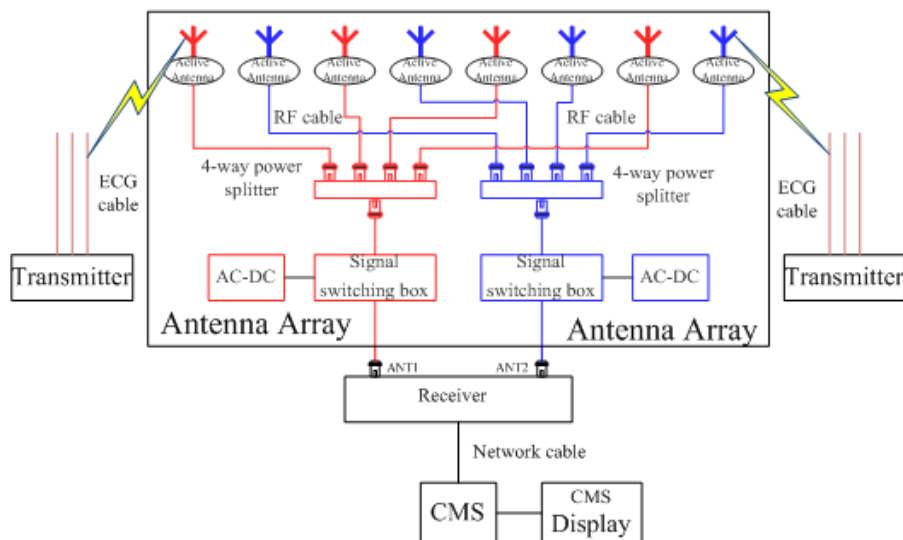 Active
Antenna
Active
Antenna
Active
Antenna
Active
Antenna
Active
Antenna
Active
Antenna
Active
Antenna
Active
Antenna
RF cable
RF cable
4-way power
splitter
4-way power
splitter
ECG
cable
ECG
cable
Transmitter
Transmitter
AC-DC
Signal
switching box
Signal
switching box
AC-DC
Antenna Array
Antenna Array
ANT1
ANT2
Receiver
Network cable
CMS
CMS
Display